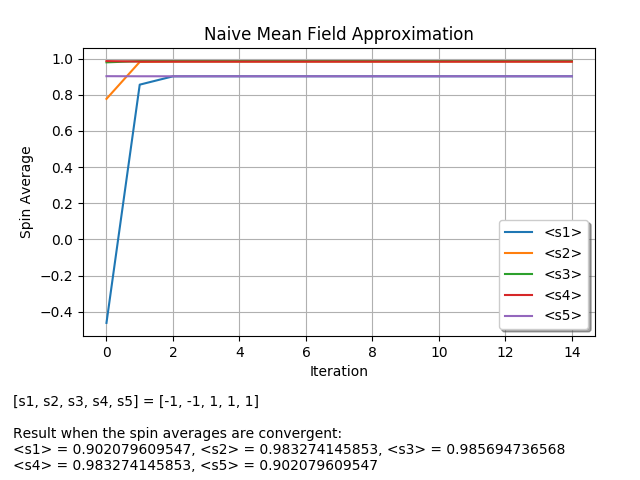 Naive Mean Field Approximation
1.0
0.8
0.6
0.4
0.2
0.0
−0.2
−0.4
Spin Average
<s1>
<s2>
<s3>
<s4>
<s5>
0 2 4 6 8 10 12 14
Iteration
[s1, s2, s3, s4, s5] = [-1, -1, 1, 1, 1]
Result when the spin averages are convergent:
<s1> = 0.902079609547, <s2> = 0.983274145853, <s3> = 0.985694736568
<s4> = 0.983274145853, <s5> = 0.902079609547